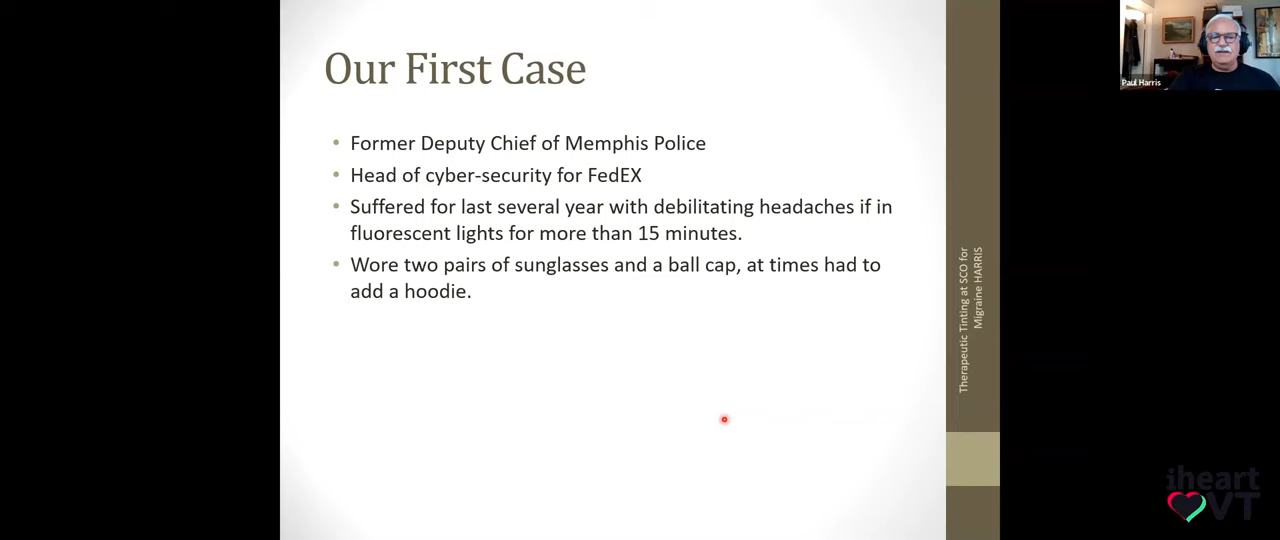 Our First Case
Former Deputy Chief of Memphis Police
Head of cyber-security for FedEX
Suffered for last several year with debilitating headaches if in
fluorescent lights for more than 15 minutes.
Wore two pairs of sunglasses and a ball cap, at times had to
add a hoodie.
Therapeutic Tinting at SCO for
Migraine HARRIS
Paul Harris
iheart
VT